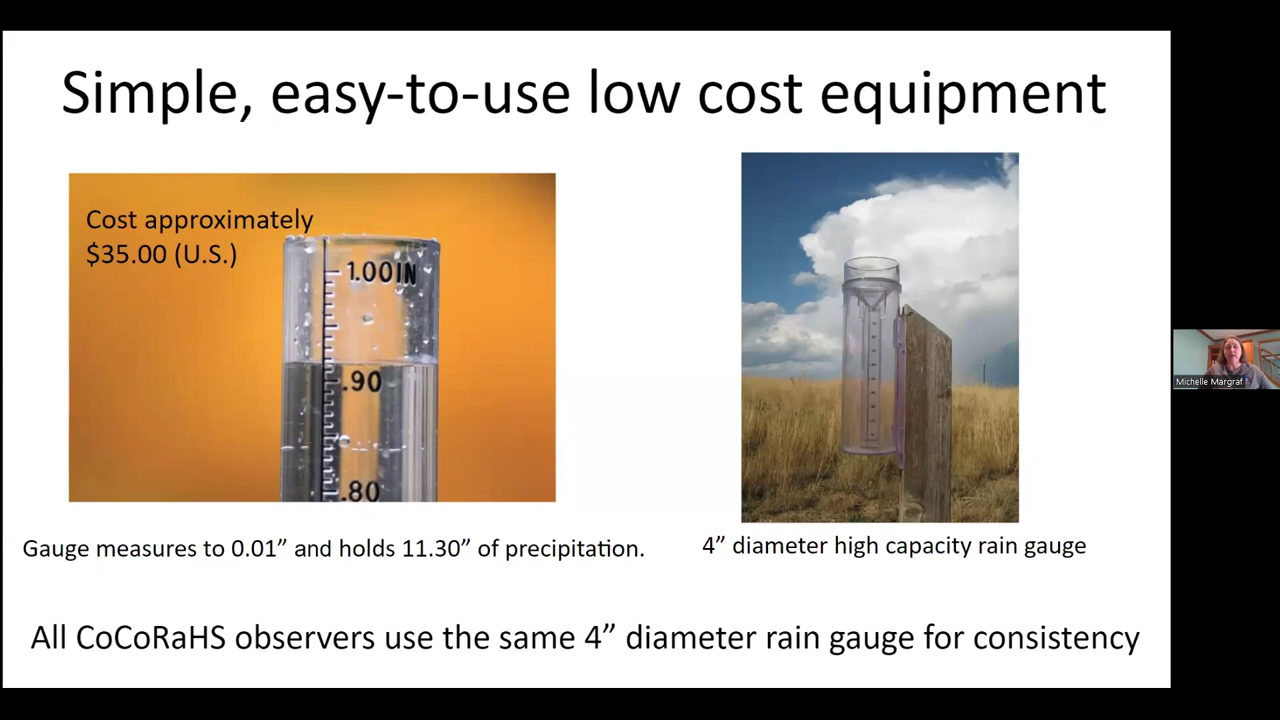 Simple, easy-to-use low cost equipment
Cost approximately
$35.00 (U.S.)
1.00IN
.90
.80
Gauge measures to 0.01” and holds 11.30” of precipitation.
4” diameter high capacity rain gauge
All CoCoRaHS observers use the same 4” diameter rain gauge for consistency
Michelle Margraf